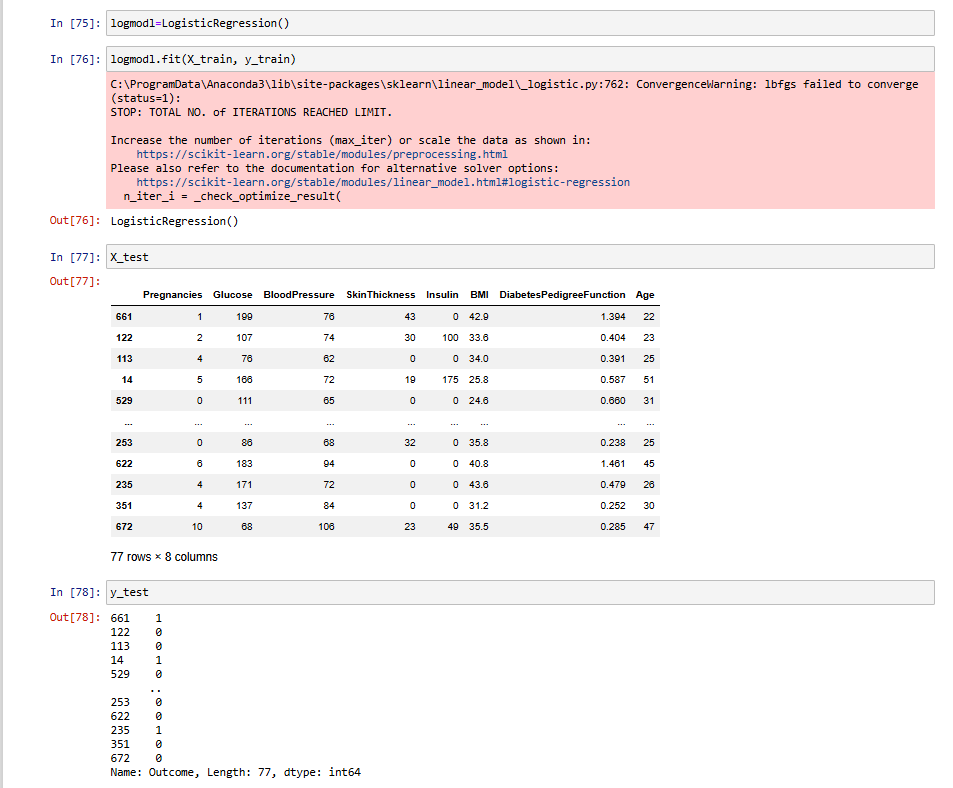 In [75]: logmodl=LogisticRegression()
In [76]: logmodl.fit(X_train, y_train)
C:\ProgramData\Anaconda3\lib\site-packages\sklearn\linear_model\_logistic.py:762: ConvergenceWarning: lbfgs failed to converge
(status=1):
STOP: TOTAL NO. of ITERATIONS REACHED LIMIT.
Increase the number of iterations (max_iter) or scale the data as shown in:
https://scikit-learn.org/stable/modules/preprocessing.html
Please also refer to the documentation for alternative solver options:
https://scikit-learn.org/stable/modules/linear_model.html#logistic-regression
n_iter_i = _check_optimize_result(
Out[76]: LogisticRegression()
In [77]: X_test
Out[77]:
Pregnancies Glucose BloodPressure SkinThickness Insulin BMI DiabetesPedigreeFunction Age
661 1 199 76 43 0 42.9 1.394 22
122 2 107 74 30 100 33.6 0.404 23
113 4 76 62 0 0 34.0 0.391 25
14 5 166 72 19 175 25.8 0.587 51
529 0 111 65 0 0 24.6 0.660 31
... ... ... ... ... ... ... ... ...
253 0 86 68 32 0 35.8 0.238 25
622 6 183 94 0 0 40.8 1.461 45
235 4 171 72 0 0 43.6 0.479 26
351 4 137 84 0 0 31.2 0.252 30
672 10 68 106 23 49 35.5 0.285 47
77 rows × 8 columns
In [78]: y_test
Out[78]: 661 1
122 0
113 0
14 1
529 0
..
253 0
622 0
235 1
351 0
672 0
Name: Outcome, Length: 77, dtype: int64